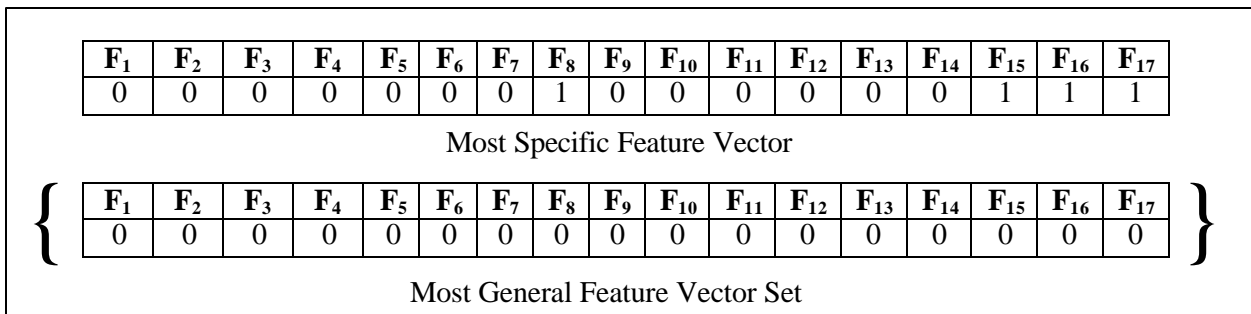 F₁ F₂ F₃ F₄ F₅ F₆ F₇ F₈ F₉ F₁₀ F₁₁ F₁₂ F₁₃ F₁₄ F₁₅ F₁₆ F₁₇
0 0 0 0 0 0 0 1 0 0 0 0 0 0 1 1 1
Most Specific Feature Vector
{ F₁ F₂ F₃ F₄ F₅ F₆ F₇ F₈ F₉ F₁₀ F₁₁ F₁₂ F₁₃ F₁₄ F₁₅ F₁₆ F₁₇ }
0 0 0 0 0 0 0 0 0 0 0 0 0 0 0 0 0
Most General Feature Vector Set